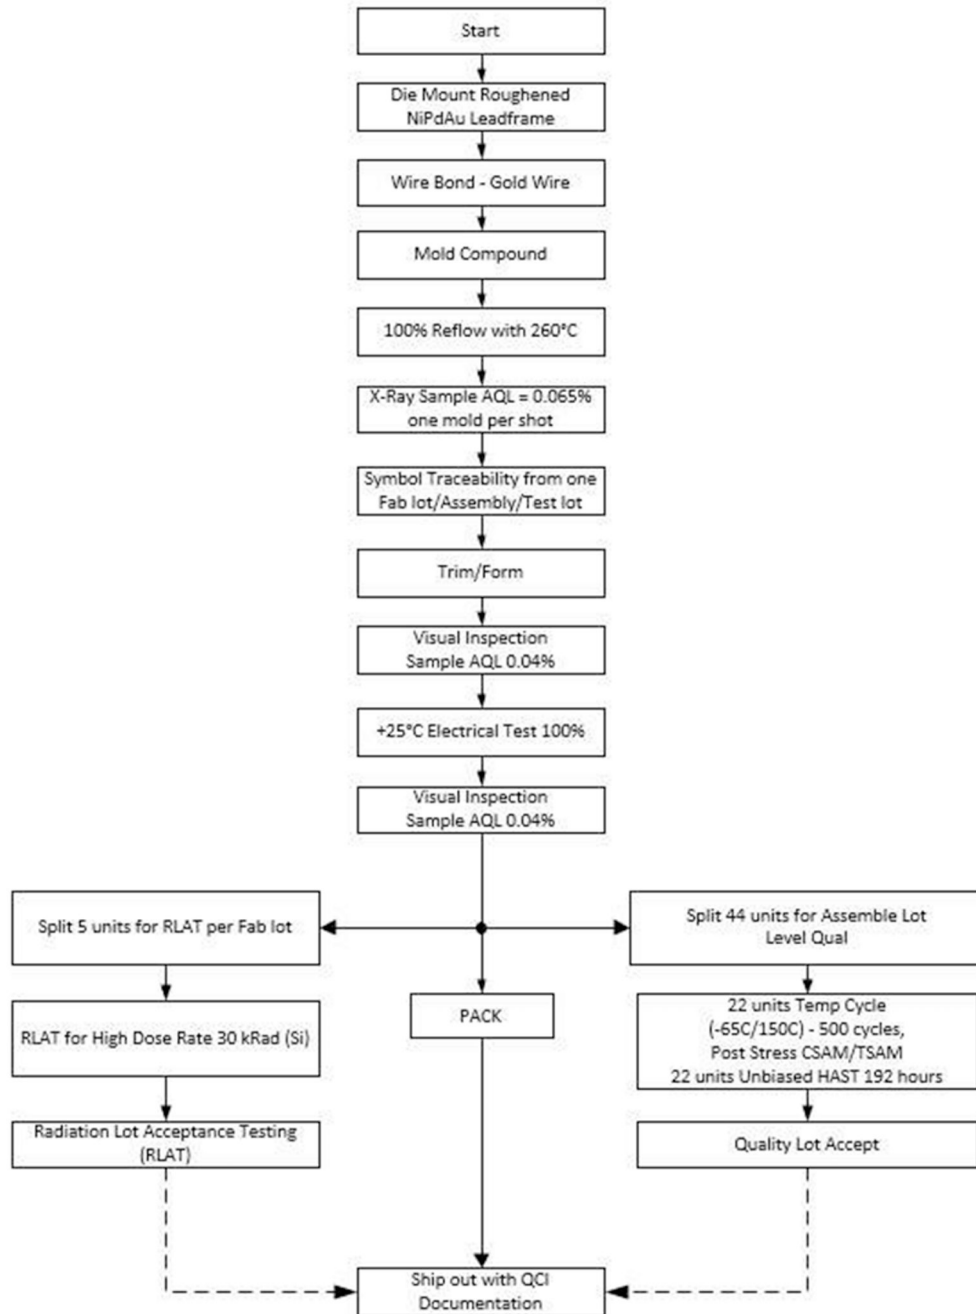 Start
Die Mount Roughened
NiPdAu Leadframe
Wire Bond - Gold Wire
Mold Compound
100% Reflow with 260°C
X-Ray Sample AQL = 0.065%
one mold per shot
Symbol Traceability from one
Fab lot/Assembly/Test lot
Trim/Form
Visual Inspection
Sample AQL 0.04%
+25°C Electrical Test 100%
Visual Inspection
Sample AQL 0.04%
Split 5 units for RLAT per Fab lot
RLAT for High Dose Rate 30 kRad (Si)
Radiation Lot Acceptance Testing
(RLAT)
PACK
Split 44 units for Assemble Lot
Level Qual
22 units Temp Cycle
(-65C/150C) - 500 cycles,
Post Stress CSAM/TSAM
22 units Unbiased HAST 192 hours
Quality Lot Accept
Ship out with QCI
Documentation